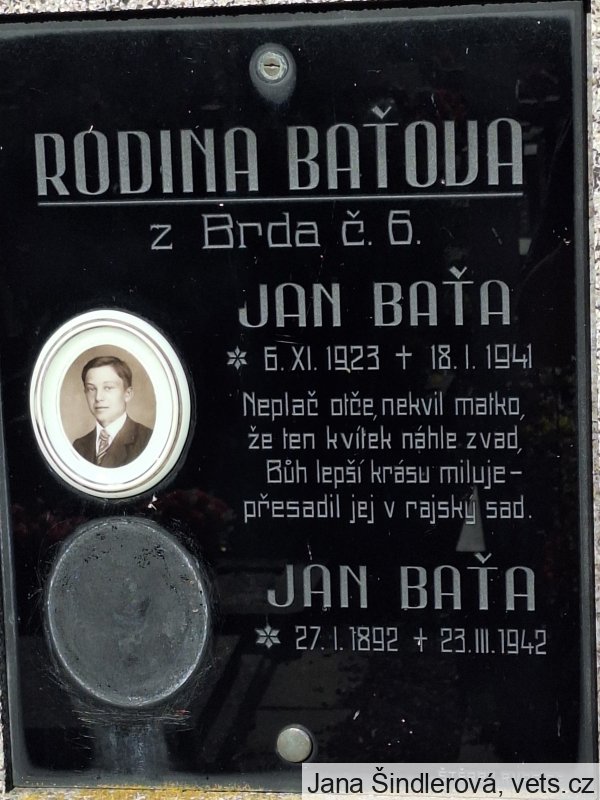 RODINA BAŤOVA
z Brda č. 6.
JAN BAŤA
6. XI. 1923 + 18. I. 1941
Neplač otče, nekvil matko,
že ten kvítek náhle zvad,
Bůh lepší krásu miluje –
přesadil jej v rajský sad.
JAN BAŤA
27. I. 1892 + 23. III. 1942
Jana Šindlerová, vets.cz